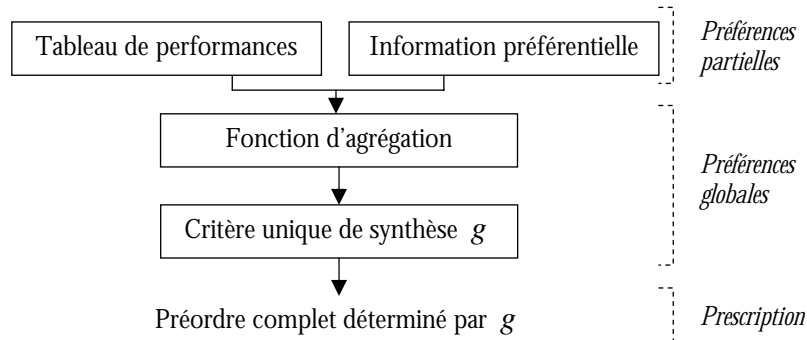 Tableau de performances
Information préférentielle
Préférences
partielles
Fonction d'agrégation
Préférences
globales
Critère unique de synthèse g
Préordre complet déterminé par g
Prescription